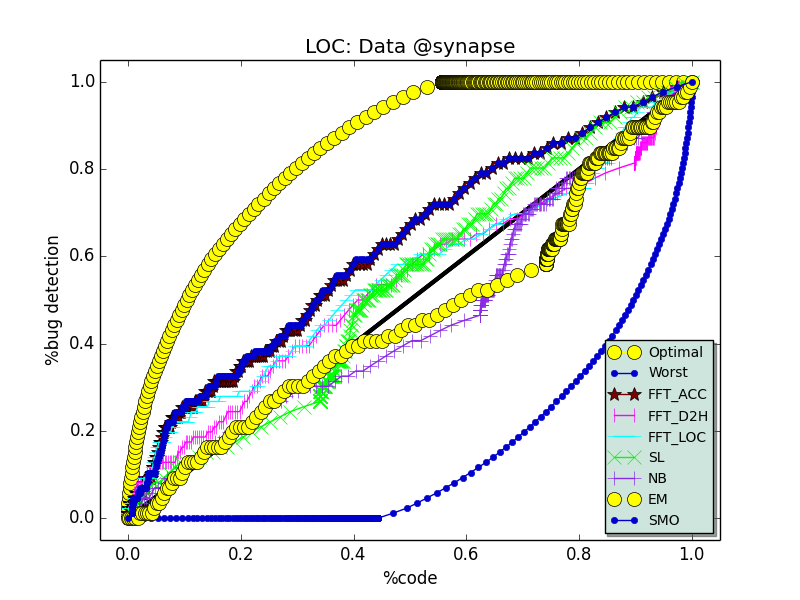 LOC: Data @synapse
%bug detection
1.0
0.8
0.6
0.4
0.2
0.0
0.0 0.2 0.4 0.6 0.8 1.0
%code
Optimal
Worst
FFT_ACC
FFT_D2H
FFT_LOC
SL
NB
EM
SMO